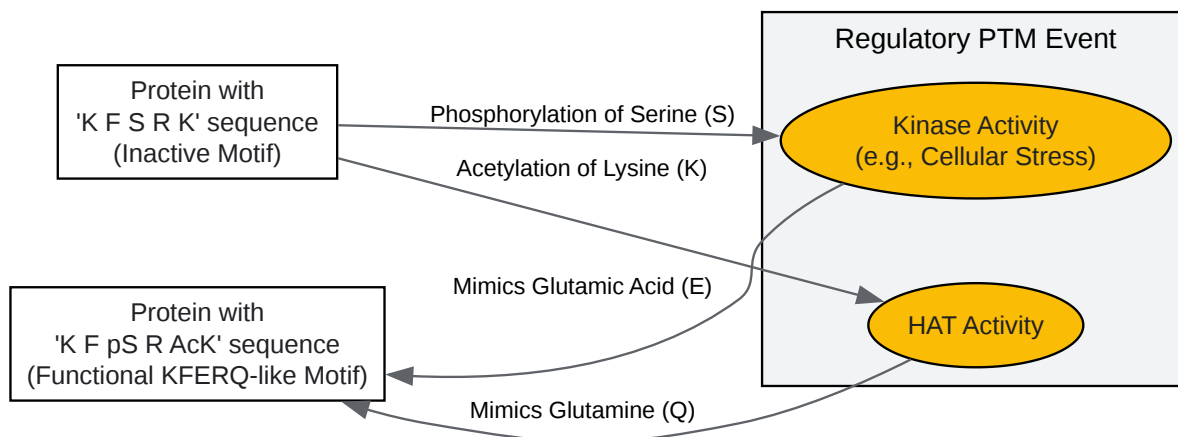 Regulatory PTM Event
Protein with
'K F S R K' sequence
(Inactive Motif)
Phosphorylation of Serine (S)
Kinase Activity
(e.g., Cellular Stress)
Acetylation of Lysine (K)
Mimics Glutamic Acid (E)
Protein with
'K F pS R AcK' sequence
(Functional KFERQ-like Motif)
HAT Activity
Mimics Glutamine (Q)